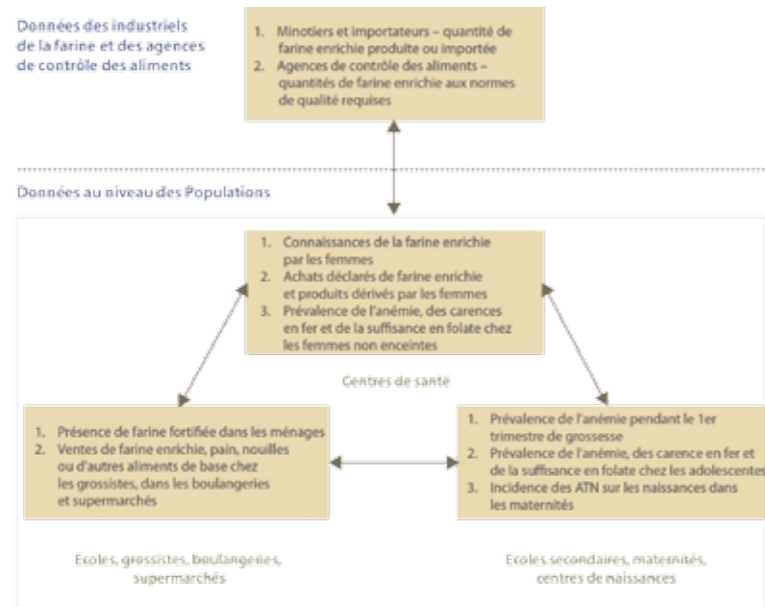 Données des industriels
de la farine et des agences
de contrôle des aliments
1. Minotiers et importateurs – quantité de
farine enrichie produite ou importée
2. Agences de contrôle des aliments –
quantités de farine enrichie aux normes
de qualité requises
Données au niveau des Populations
1. Connaissances de la farine enrichie
par les femmes
2. Achats déclarés de farine enrichie
et produits dérivés par les femmes
3. Prévalence de l'anémie, des carences
en fer et de la suffisance en folate chez
les femmes non enceintes
Centres de santé
1. Présence de farine fortifiée dans les ménages
2. Ventes de farine enrichie, pain, nouilles
ou d'autres aliments de base chez
les grossistes, dans les boulangeries
et supermarchés
1. Prévalence de l'anémie pendant le 1er
trimestre de grossesse
2. Prévalence de l'anémie, des carence en fer et
de la suffisance en folate chez les adolescentes
3. Incidence des ATN sur les naissances dans
les maternités
Ecoles, grossistes, boulangeries,
supermarchés
Ecoles secondaires, maternités,
centres de naissances